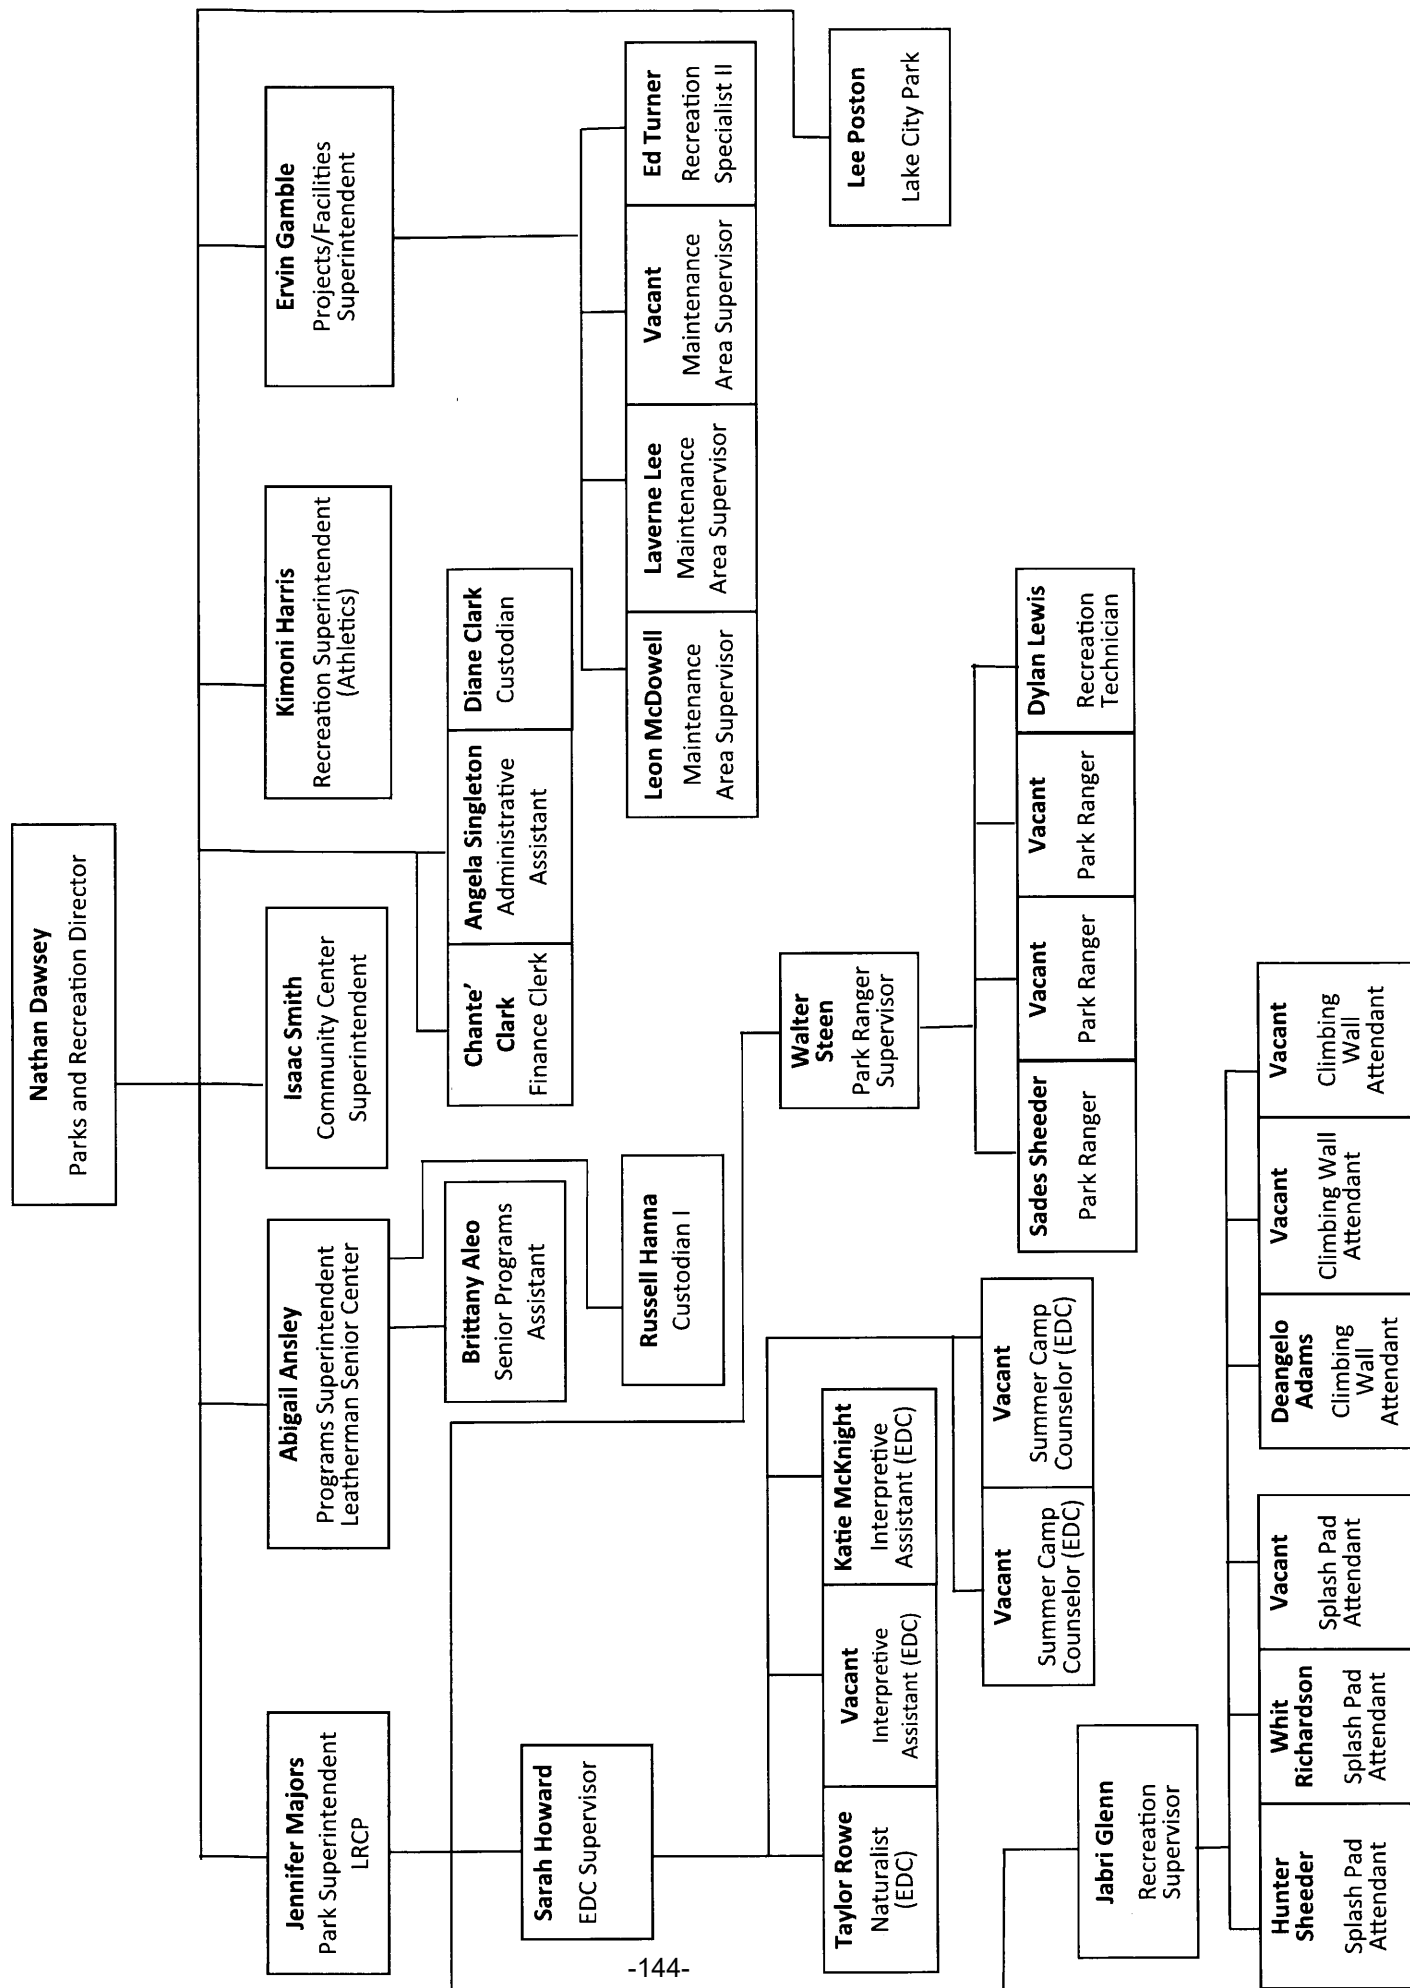 Nathan Dawsey
Parks and Recreation Director
Jennifer Majors
Park Superintendent
LRCP
Abigail Ansley
Programs Superintendent
Leatherman Senior Center
Isaac Smith
Community Center
Superintendent
Kimoni Harris
Recreation Superintendent
(Athletics)
Ervin Gamble
Projects/Facilities
Superintendent
Brittany Aleo
Senior Programs
Assistant
Chante’
Clark
Finance Clerk
Angela Singleton
Administrative
Assistant
Diane Clark
Custodian
Sarah Howard
EDC Supervisor
Russell Hanna
Custodian I
Leon McDowell
Maintenance
Area Supervisor
Laverne Lee
Maintenance
Area Supervisor
Vacant
Maintenance
Area Supervisor
Ed Turner
Recreation
Specialist II
Walter
Steen
Park Ranger
Supervisor
Lee Poston
Lake City Park
Taylor Rowe
Naturalist
(EDC)
Vacant
Interpretive
Assistant (EDC)
Katie McKnight
Interpretive
Assistant (EDC)
Vacant
Summer Camp
Counselor (EDC)
Vacant
Summer Camp
Counselor (EDC)
Sades Sheeder
Park Ranger
Vacant
Park Ranger
Vacant
Park Ranger
Dylan Lewis
Recreation
Technician
Jabri Glenn
Recreation
Supervisor
Hunter
Sheeder
Splash Pad
Attendant
Whit
Richardson
Splash Pad
Attendant
Vacant
Splash Pad
Attendant
Deangelo
Adams
Climbing
Wall
Attendant
Vacant
Climbing Wall
Attendant
Vacant
Climbing
Wall
Attendant
-144-